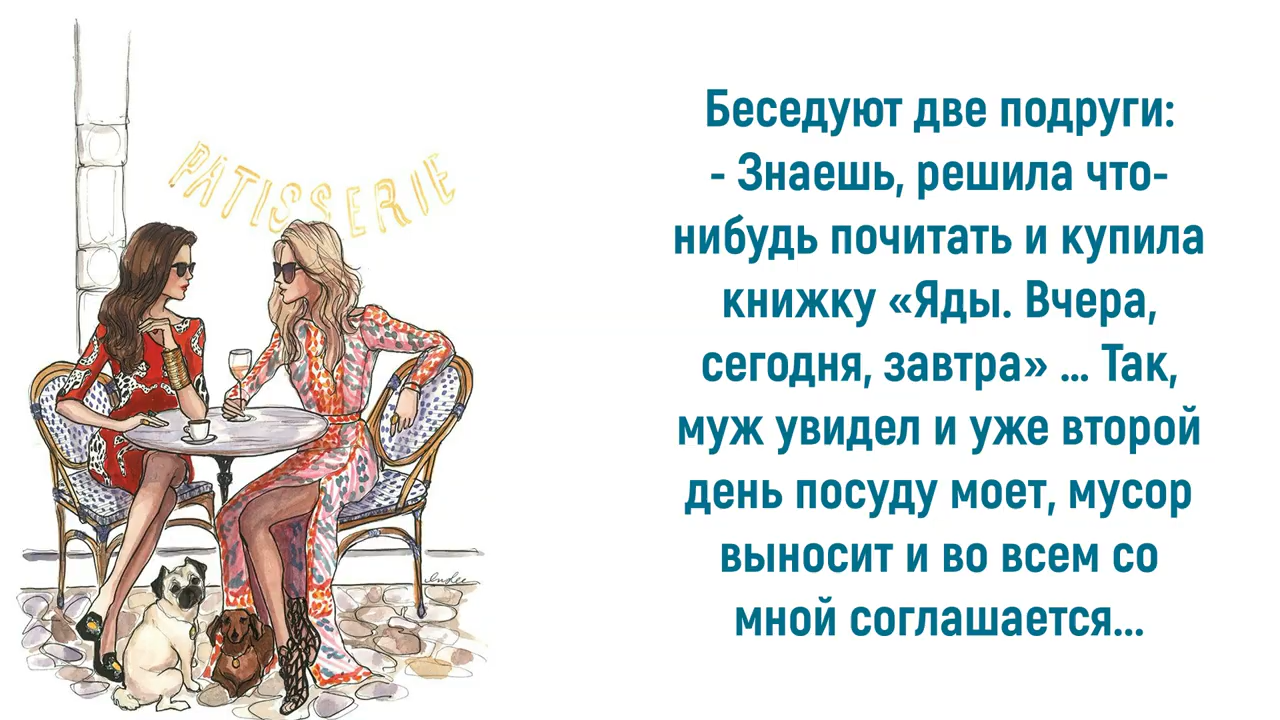 PATISSERIE
Беседуют две подруги:
- Знаешь, решила что-
нибудь почитать и купила
книжку «Яды. Вчера,
сегодня, завтра» ... Так,
муж увидел и уже второй
день посуду моет, мусор
выносит и во всем со
мной соглашается...